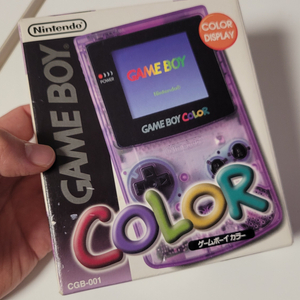 Nintendo
COLOR
DISPLAY
GAME BOY
POWER
GAME BOY
Nintendo
GAME BOY COLOR
COLOR
ゲームボーイ カラー
CGB-001